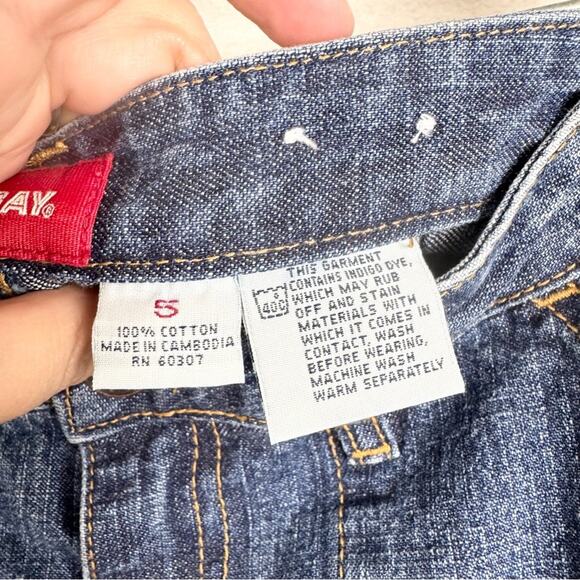 AY®
5
100% COTTON
MADE IN CAMBODIA
RN 60307
40C
THIS GARMENT
CONTAINS INDIGO DYE,
WHICH MAY RUB
OFF AND STAIN
MATERIALS WITH
WHICH IT COMES IN
CONTACT, WASH
BEFORE WEARING,
MACHINE WASH
WARM SEPARATELY